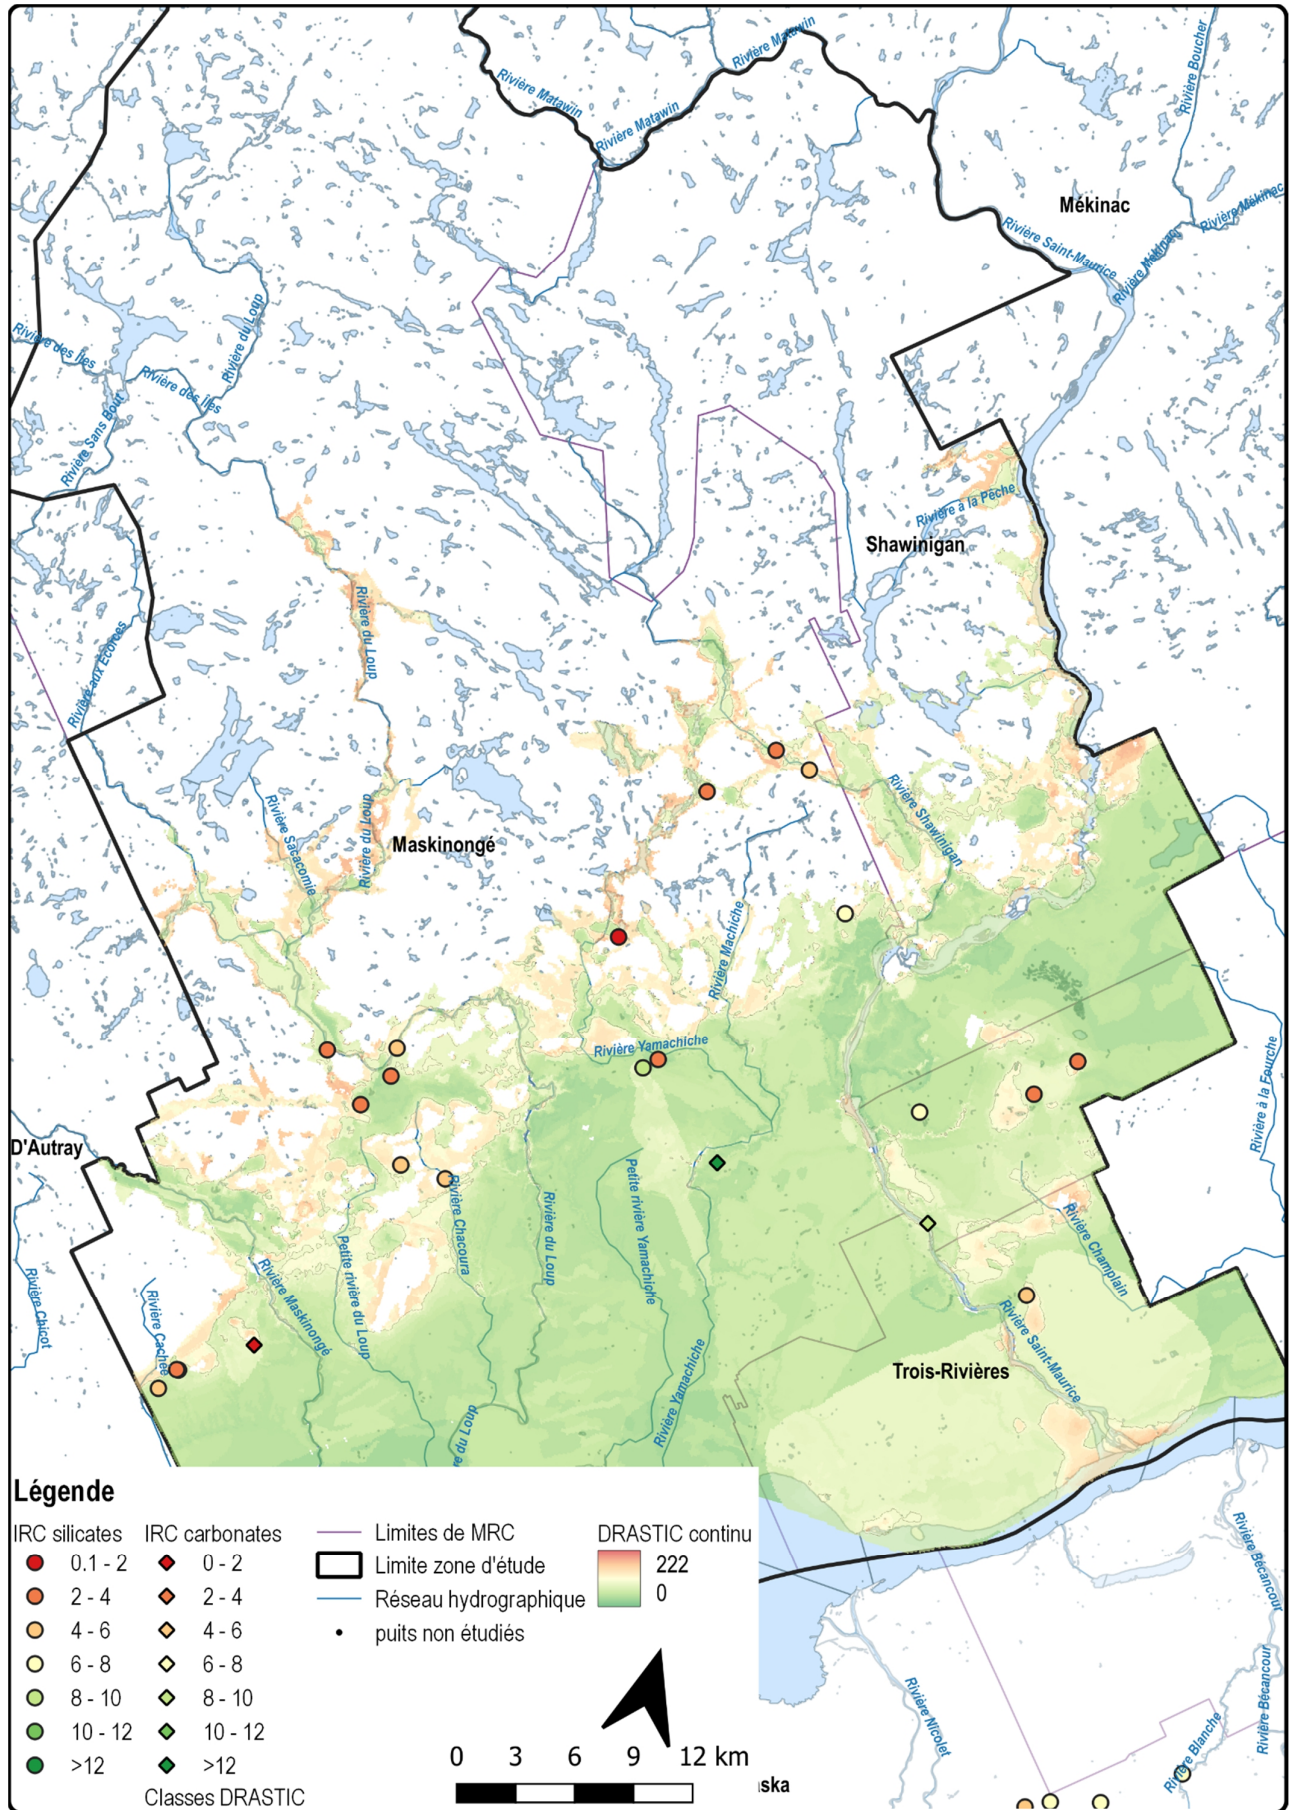 Rivière Matawin
Rivière Matawin
Rivière Matawin
Rivière Boucher
Mékinac
Rivière Mékinac
Rivière Saint-Maurice
Rivière Mékinac
Rivière des Îles
Rivière du Loup
Rivière des Îles
Rivière Sans Bout
Rivière à la Pêche
Shawinigan
Rivière du Loup
Rivière aux Écorces
Rivière Sacacomie
Rivière du Loup
Maskinongé
Rivière Shawinigan
Rivière Machiche
Rivière Yamachiche
Rivière à la Fourche
D'Autray
Rivière Chacoura
Rivière du Loup
Petite rivière Yamachiche
Rivière Champlain
Rivière Chicot
Rivière Cachée
Rivière Maskinongé
Petite rivière du Loup
Rivière Yamachiche
Rivière Saint-Maurice
Trois-Rivières
re du Loup
Légende
IRC silicates IRC carbonates Limites de MRC DRASTIC continu
0.1 - 2 0 - 2 Limite zone d'étude 222
2 - 4 2 - 4 Réseau hydrographique 0
4 - 6 4 - 6 puits non étudiés
6 - 8 6 - 8
8 - 10 8 - 10
10 - 12 10 - 12
>12 >12
Classes DRASTIC
0 3 6 9 12 km
ska
Rivière Bécancour
Rivière Nicolet
Rivière Blanche
Rivière Bécancour